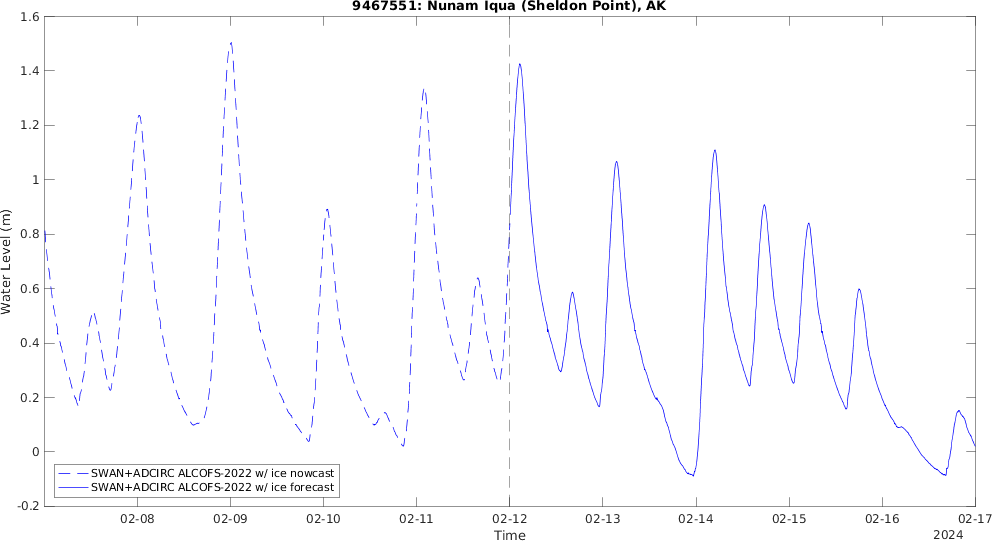 9467551: Nunam Iqua (Sheldon Point), AK
1.6
1.4
1.2
1
0.8
0.6
0.4
0.2
0
-0.2
Water Level (m)
SWAN+ADCIRC ALCOFS-2022 w/ ice nowcast
SWAN+ADCIRC ALCOFS-2022 w/ ice forecast
02-08 02-09 02-10 02-11 02-12 02-13 02-14 02-15 02-16 02-17
Time
2024